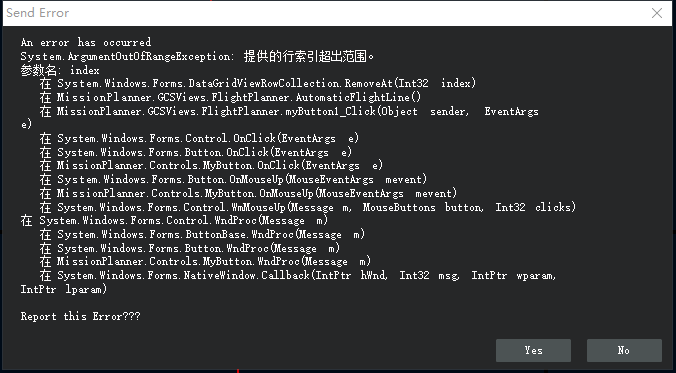 Send Error
An error has occurred
System.ArgumentOutOfRangeException: 提供的行索引超出范围。
参数名: index
在 System.Windows.Forms.DataGridViewRowCollection.RemoveAt(Int32 index)
在 MissionPlanner.GCSViews.FlightPlanner.AutomaticFlightLine()
在 MissionPlanner.GCSViews.FlightPlanner.myButton1_Click(Object sender, EventArgs
e)
在 System.Windows.Forms.Control.OnClick(EventArgs e)
在 System.Windows.Forms.Button.OnClick(EventArgs e)
在 MissionPlanner.Controls.MyButton.OnClick(EventArgs e)
在 System.Windows.Forms.Button.OnMouseUp(MouseEventArgs mevent)
在 MissionPlanner.Controls.MyButton.OnMouseUp(MouseEventArgs mevent)
在 System.Windows.Forms.Control.WmMouseUp(Message m, MouseButtons button, Int32 clicks)
在 System.Windows.Forms.Control.WndProc(Message m)
在 System.Windows.Forms.ButtonBase.WndProc(Message m)
在 System.Windows.Forms.Button.WndProc(Message m)
在 MissionPlanner.Controls.MyButton.WndProc(Message m)
在 System.Windows.Forms.NativeWindow.Callback(IntPtr hWnd, Int32 msg, IntPtr wparam,
IntPtr lparam)
Report this Error???
Yes No